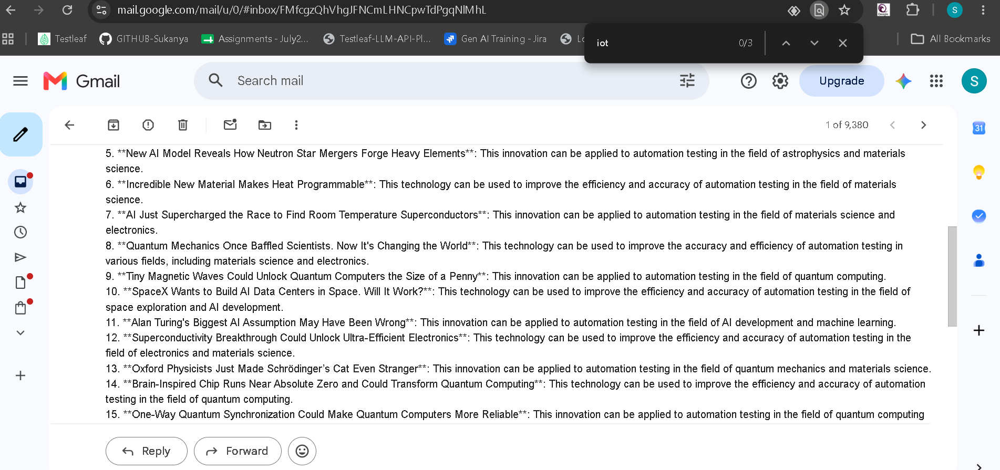 mail.google.com/mail/u/0/#inbox/FMfcgzQhVhgJFNCmLHNCpwTdPgqNlMhL
S
Testleaf
GITHUB-Sukanya
Assignments - July2...
Testleaf-LLM-API-Pl...
Gen AI Training - Jira
Lo
All Bookmarks
iot
0/3
Gmail
Search mail
Upgrade
S
1 of 9,380
31
5. **New AI Model Reveals How Neutron Star Mergers Forge Heavy Elements**: This innovation can be applied to automation testing in the field of astrophysics and materials
science.
6. **Incredible New Material Makes Heat Programmable**: This technology can be used to improve the efficiency and accuracy of automation testing in the field of materials
science.
7. **AI Just Supercharged the Race to Find Room Temperature Superconductors**: This innovation can be applied to automation testing in the field of materials science and
electronics.
8. **Quantum Mechanics Once Baffled Scientists. Now It's Changing the World**: This technology can be used to improve the accuracy and efficiency of automation testing in
various fields, including materials science and electronics.
9. **Tiny Magnetic Waves Could Unlock Quantum Computers the Size of a Penny**: This innovation can be applied to automation testing in the field of quantum computing.
10. **SpaceX Wants to Build AI Data Centers in Space. Will It Work?**: This technology can be used to improve the efficiency and accuracy of automation testing in the field of
space exploration and AI development.
11. **Alan Turing's Biggest AI Assumption May Have Been Wrong**: This innovation can be applied to automation testing in the field of AI development and machine learning.
12. **Superconductivity Breakthrough Could Unlock Ultra-Efficient Electronics**: This technology can be used to improve the efficiency and accuracy of automation testing in the
field of electronics and materials science.
13. **Oxford Physicists Just Made Schrödinger’s Cat Even Stranger**: This innovation can be applied to automation testing in the field of quantum mechanics and materials science.
14. **Brain-Inspired Chip Runs Near Absolute Zero and Could Transform Quantum Computing**: This technology can be used to improve the efficiency and accuracy of automation
testing in the field of quantum computing.
15. **One-Way Quantum Synchronization Could Make Quantum Computers More Reliable**: This innovation can be applied to automation testing in the field of quantum computing
Reply
Forward